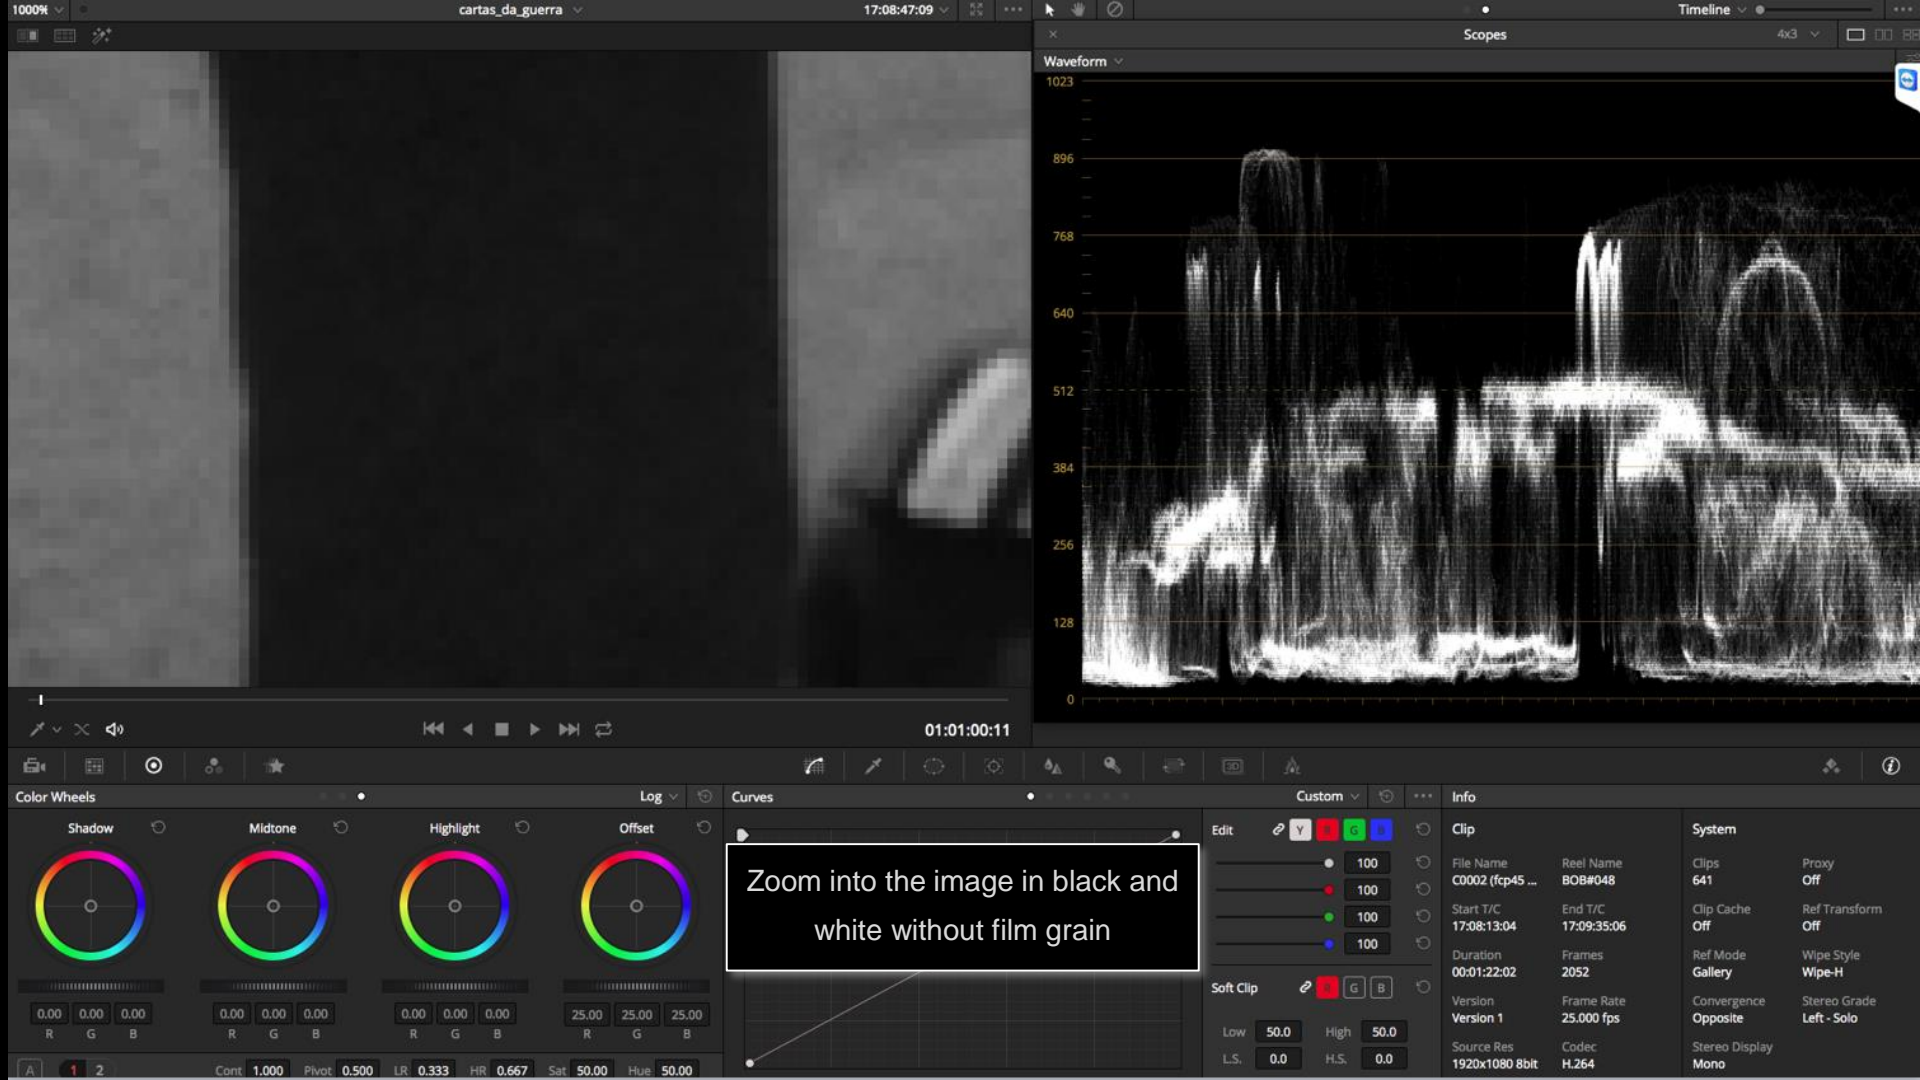 1000% cartas_da_guerra 17:08:47:09 Timeline
Scopes 4x3
Waveform
1023
896
768
640
512
384
256
128
0
01:01:00:11
3D
Color Wheels Log
Shadow Midtone Highlight Offset
0.00 0.00 0.00 0.00 0.00 0.00 0.00 0.00 0.00 25.00 25.00 25.00
R G B R G B R G B R G B
A 1 2 Cont 1.000 Pivot 0.500 LR 0.333 HR 0.667 Sat 50.00 Hue 50.00
Curves Custom
Zoom into the image in black and
white without film grain
Edit Y R G B
100
100
100
100
Soft Clip R G B
Low 50.0 High 50.0
L.S. 0.0 H.S. 0.0
Info
Clip System
File Name Reel Name Clips Proxy
C0002 (fcp45 ... BOB#048 641 Off
Start T/C End T/C Clip Cache Ref Transform
17:08:13:04 17:09:35:06 Off Off
Duration Frames Ref Mode Wipe Style
00:01:22:02 2052 Gallery Wipe-H
Version Frame Rate Convergence Stereo Grade
Version 1 25.000 fps Opposite Left - Solo
Source Res Codec Stereo Display
1920x1080 8bit H.264 Mono